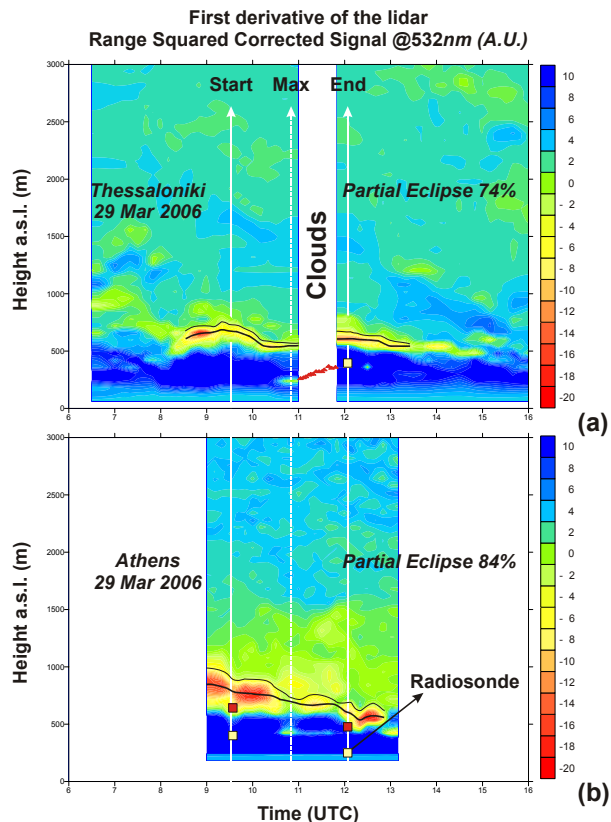 First derivative of the lidar
Range Squared Corrected Signal @532nm (A.U.)
3000
2500
2000
1500
1000
500
0
Height a.s.l. (m)
Start Max End
Thessaloniki
29 Mar 2006
Partial Eclipse 74%
Clouds
6 7 8 9 10 11 12 13 14 15 16
10
8
6
4
2
0
- 2
- 4
- 6
- 8
-10
-12
-14
-16
-18
-20
(a)
3000
2500
2000
1500
1000
500
0
Height a.s.l. (m)
Athens
29 Mar 2006
Partial Eclipse 84%
Radiosonde
6 7 8 9 10 11 12 13 14 15 16
Time (UTC)
10
8
6
4
2
0
- 2
- 4
- 6
- 8
-10
-12
-14
-16
-18
-20
(b)